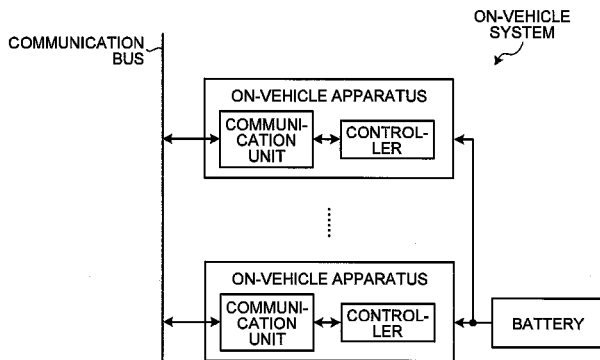 ON-VEHICLE
SYSTEM
COMMUNICATION
BUS
ON-VEHICLE APPARATUS
COMMUNI-
CATION
UNIT
CONTROL-
LER
ON-VEHICLE APPARATUS
COMMUNI-
CATION
UNIT
CONTROL-
LER
BATTERY